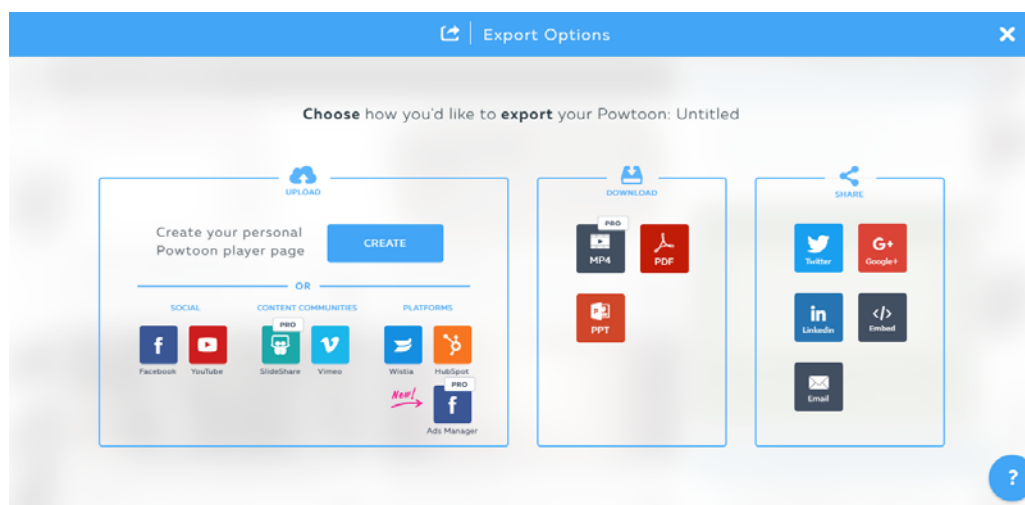 Export Options
Choose how you'd like to export your Powtoon: Untitled
UPLOAD
Create your personal
Powtoon player page
CREATE
OR
SOCIAL
CONTENT COMMUNITIES
PLATFORMS
PRO
Facebook
YouTube
SlideShare
Vimeo
Wistia
HubSpot
New!
PRO
Ads Manager
DOWNLOAD
PRO
MP4
PDF
PPT
SHARE
Twitter
G+
Google+
in
Linkedin
</>
Embed
Email
?